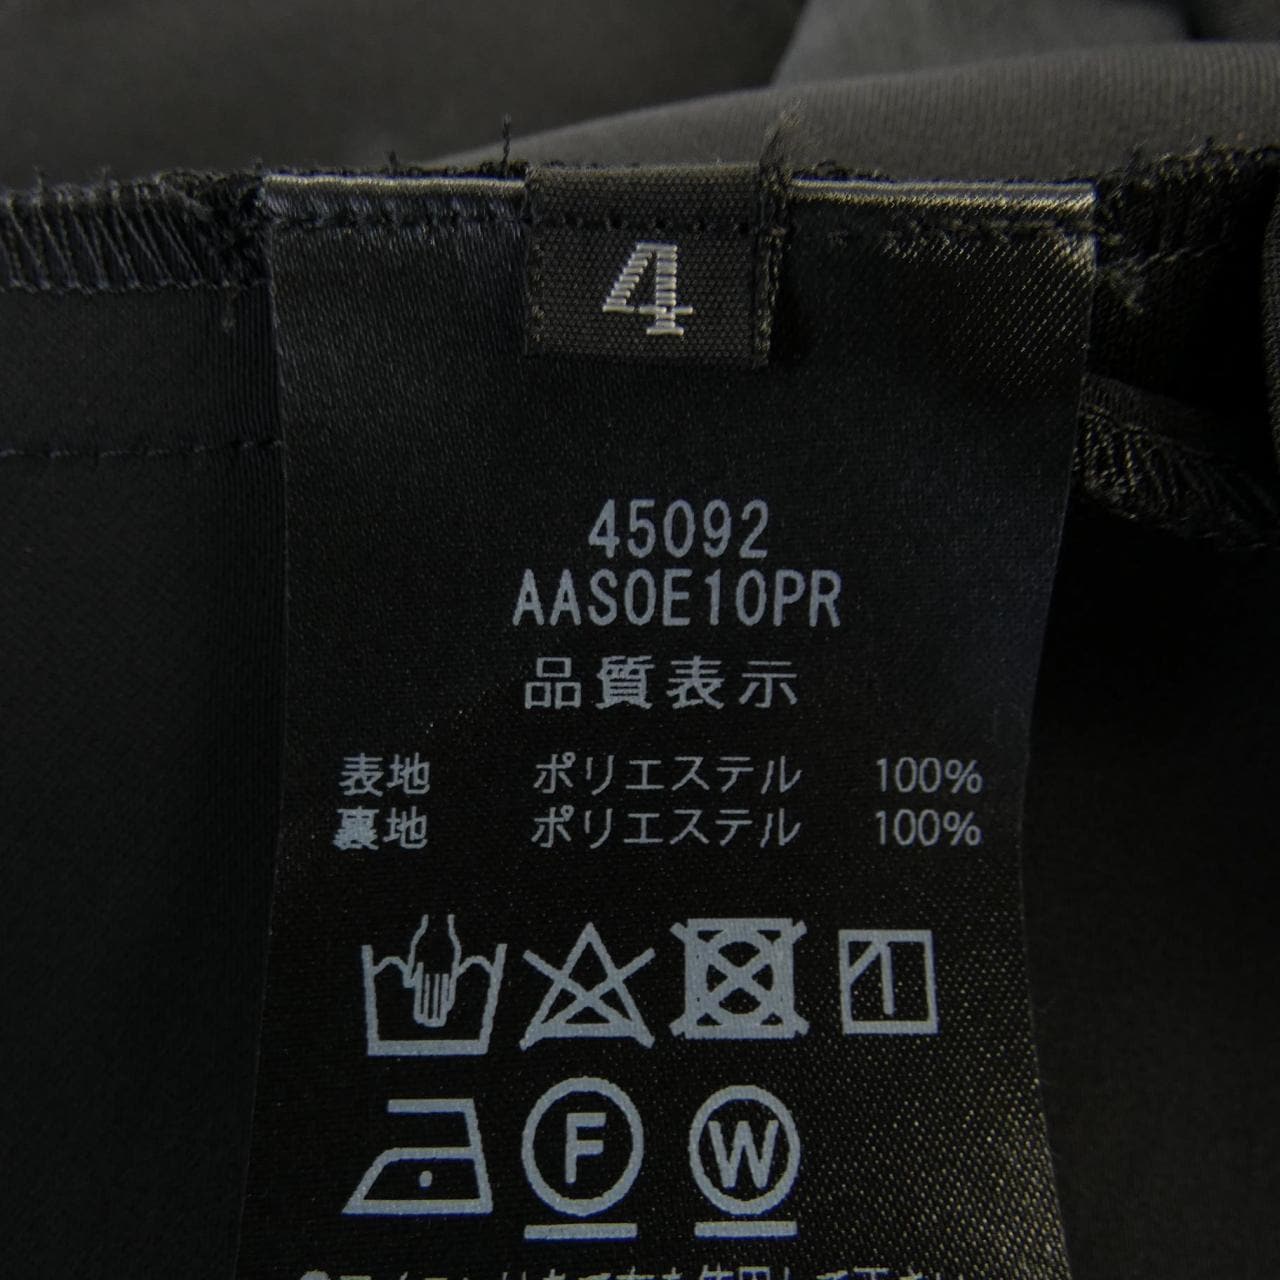 4
45092
AASOE10PR
品質表示
表地 ポリエステル 100%
裏地 ポリエステル 100%
F W